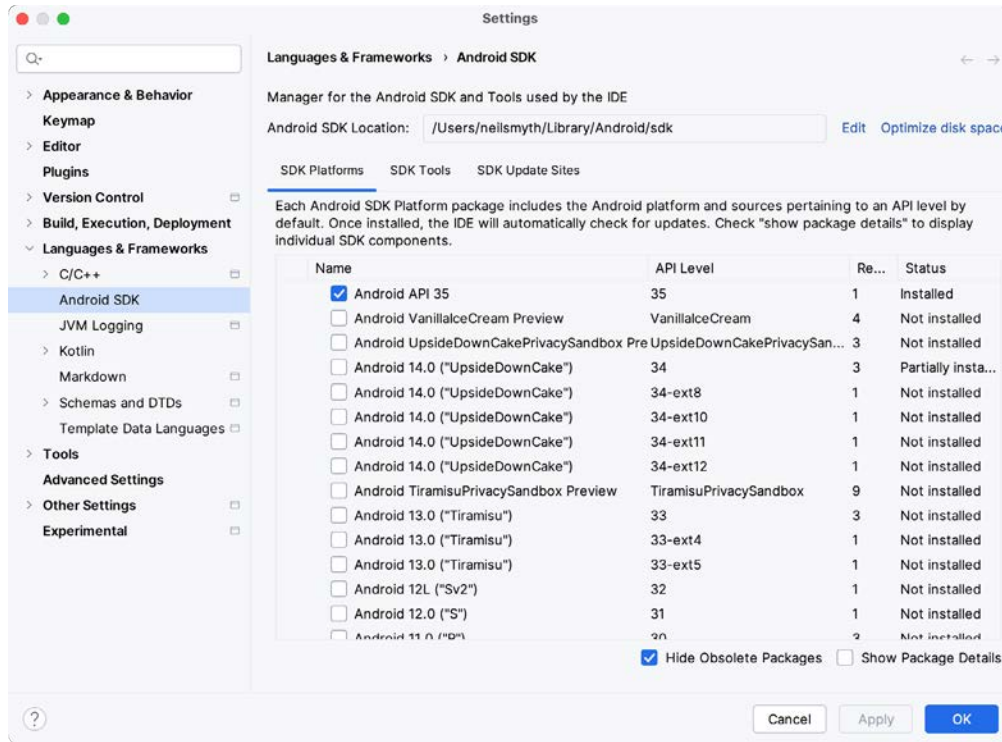 Settings
Languages & Frameworks › Android SDK
Appearance & Behavior
Keymap
Editor
Plugins
Version Control
Build, Execution, Deployment
Languages & Frameworks
C/C++
Android SDK
JVM Logging
Kotlin
Markdown
Schemas and DTDs
Template Data Languages
Tools
Advanced Settings
Other Settings
Experimental
Manager for the Android SDK and Tools used by the IDE
Android SDK Location: /Users/neilsmyth/Library/Android/sdk Edit Optimize disk space
SDK Platforms SDK Tools SDK Update Sites
Each Android SDK Platform package includes the Android platform and sources pertaining to an API level by
default. Once installed, the IDE will automatically check for updates. Check "show package details" to display
individual SDK components.
Name API Level Re... Status
Android API 35 35 1 Installed
Android VanillaIceCream Preview VanillaIceCream 4 Not installed
Android UpsideDownCakePrivacySandbox Pre UpsideDownCakePrivacySan... 3 Not installed
Android 14.0 ("UpsideDownCake") 34 3 Partially insta...
Android 14.0 ("UpsideDownCake") 34-ext8 1 Not installed
Android 14.0 ("UpsideDownCake") 34-ext10 1 Not installed
Android 14.0 ("UpsideDownCake") 34-ext11 1 Not installed
Android 14.0 ("UpsideDownCake") 34-ext12 1 Not installed
Android TiramisuPrivacySandbox Preview TiramisuPrivacySandbox 9 Not installed
Android 13.0 ("Tiramisu") 33 3 Not installed
Android 13.0 ("Tiramisu") 33-ext4 1 Not installed
Android 13.0 ("Tiramisu") 33-ext5 1 Not installed
Android 12L ("Sv2") 32 1 Not installed
Android 12.0 ("S") 31 1 Not installed
Android 11.0 ("R") 30 3 Not installed
Hide Obsolete Packages Show Package Details
? Cancel Apply OK